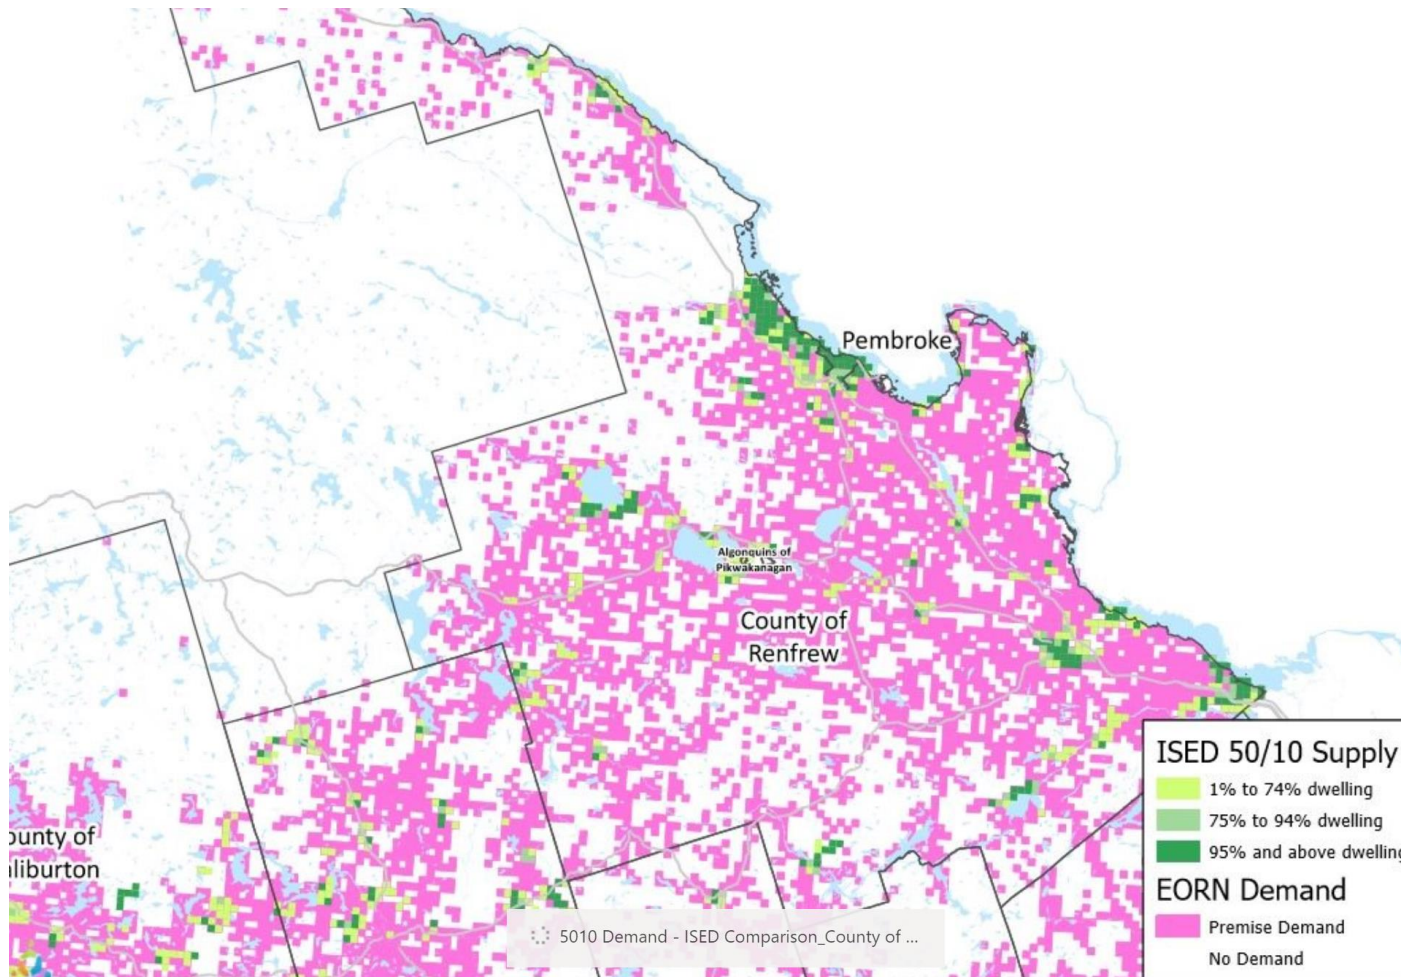 Pembroke
Algonquins of
Pikwakanagan
County of
Renfrew
ounty of
liburton
ISED 50/10 Supply
1% to 74% dwelling
75% to 94% dwelling
95% and above dwelling
EORN Demand
Premise Demand
No Demand
5010 Demand - ISED Comparison_County of ...